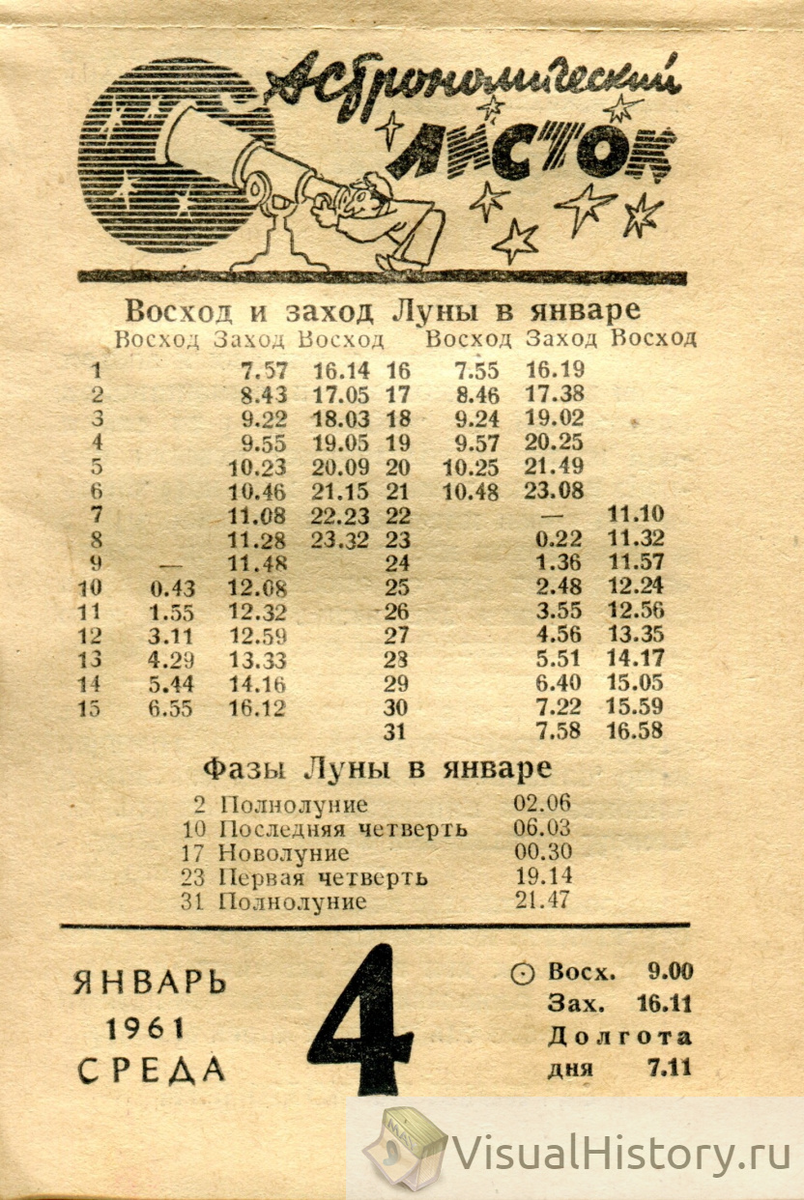 Астрономический
ЛИСТОК
Восход и заход Луны в январе
Восход Заход Восход Восход Заход Восход
1 7.57 16.14 16 7.55 16.19
2 8.43 17.05 17 8.46 17.38
3 9.22 18.03 18 9.24 19.02
4 9.55 19.05 19 9.57 20.25
5 10.23 20.09 20 10.25 21.49
6 10.46 21.15 21 10.48 23.08
7 11.08 22.23 22 — 11.10
8 11.28 23.32 23 0.22 11.32
9 — 11.48 24 1.36 11.57
10 0.43 12.08 25 2.48 12.24
11 1.55 12.32 26 3.55 12.56
12 3.11 12.59 27 4.56 13.35
13 4.29 13.33 28 5.51 14.17
14 5.44 14.16 29 6.40 15.05
15 6.55 16.12 30 7.22 15.59
31 7.58 16.58
Фазы Луны в январе
2 Полнолуние 02.06
10 Последняя четверть 06.03
17 Новолуние 00.30
23 Первая четверть 19.14
31 Полнолуние 21.47
ЯНВАРЬ
1961
СРЕДА
4
☉ Восх. 9.00
Зах. 16.11
Долгота
дня 7.11
MAY
VisualHistory.ru